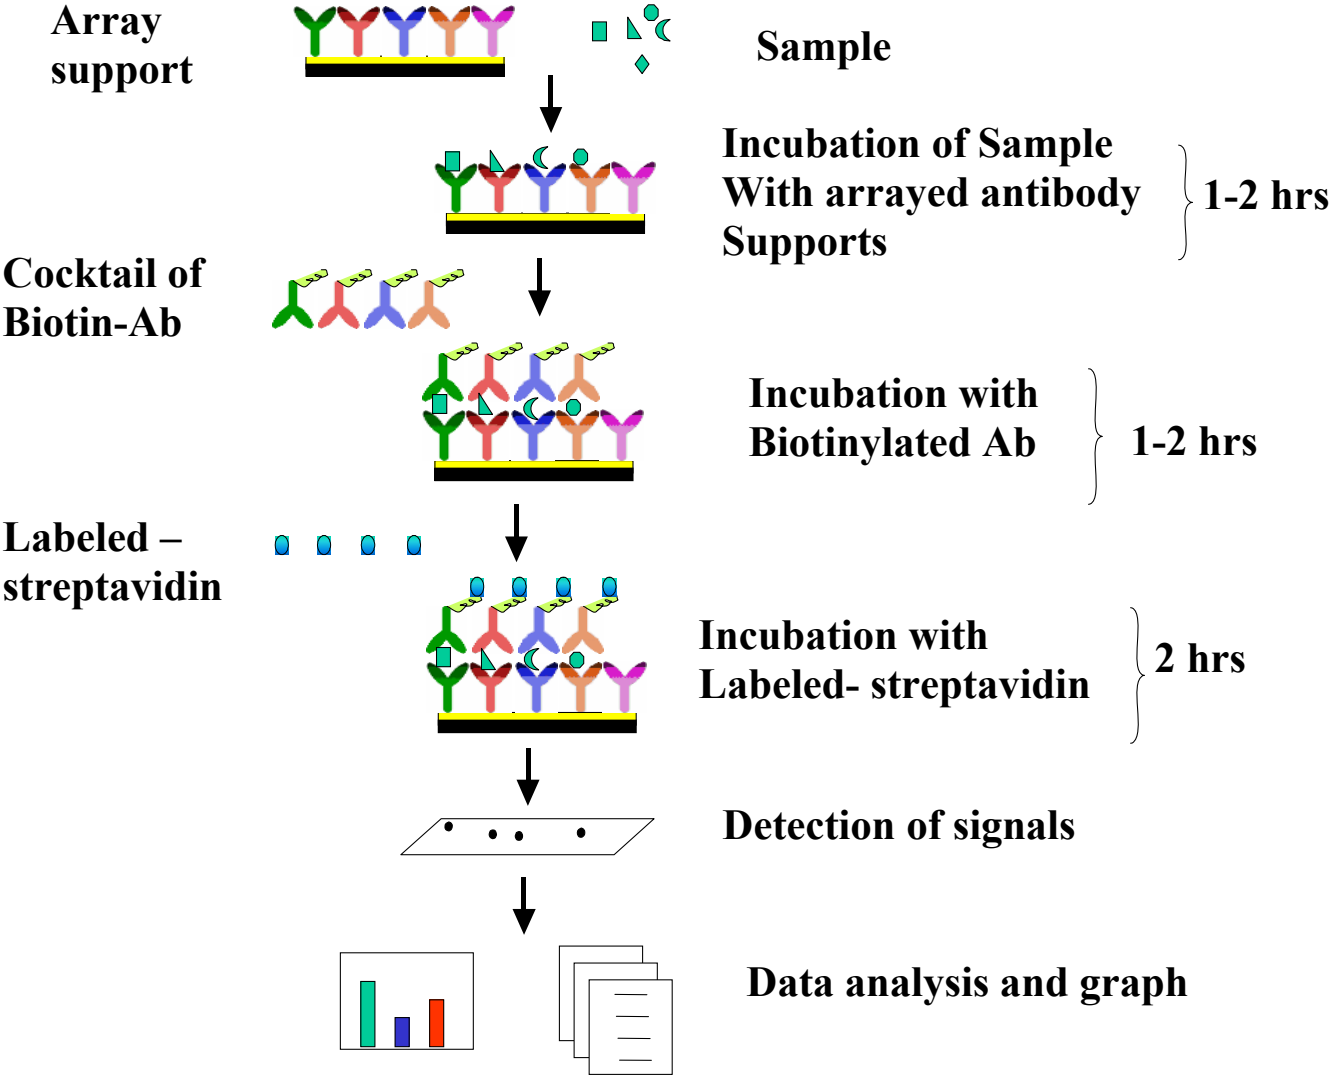 Array
support
Sample
Incubation of Sample
With arrayed antibody
Supports
1-2 hrs
Cocktail of
Biotin-Ab
Incubation with
Biotinylated Ab
1-2 hrs
Labeled –
streptavidin
Incubation with
Labeled- streptavidin
2 hrs
Detection of signals
Data analysis and graph